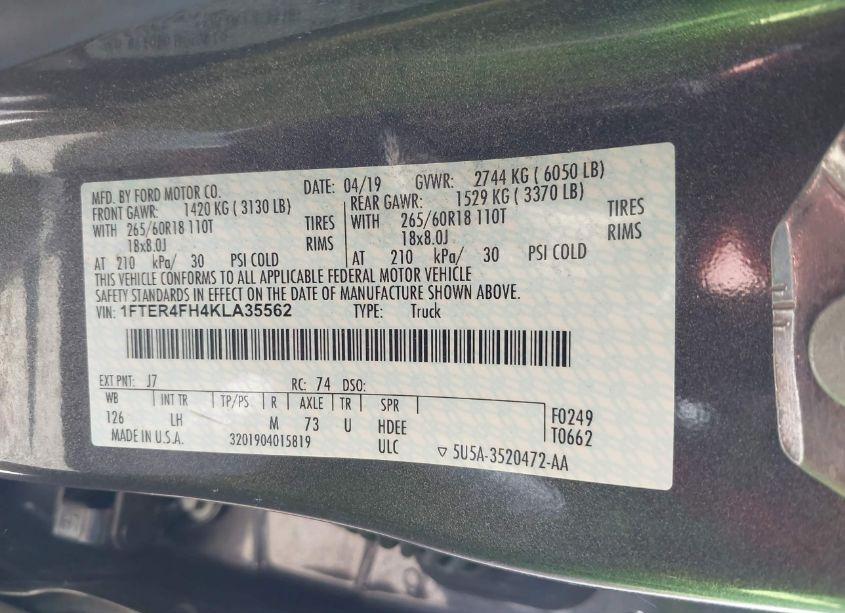 MFD. BY FORD MOTOR CO. DATE: 04/19 GVWR: 2744 KG ( 6050 LB)
FRONT GAWR: 1420 KG ( 3130 LB) REAR GAWR: 1529 KG ( 3370 LB)
WITH 265/60R18 110T TIRES WITH 265/60R18 110T TIRES
18x8.0J RIMS 18x8.0J RIMS
AT 210 kPa/ 30 PSI COLD AT 210 kPa/ 30 PSI COLD
THIS VEHICLE CONFORMS TO ALL APPLICABLE FEDERAL MOTOR VEHICLE
SAFETY STANDARDS IN EFFECT ON THE DATE OF MANUFACTURE SHOWN ABOVE.
VIN: 1FTER4FH4KLA35562 TYPE: Truck
EXT PNT: J7 RC: 74 DSO:
WB INT TR TP/PS R AXLE TR SPR
126 LH M 73 U HDEE F0249
MADE IN U.S.A. 3201904015819 ULC T0662
▽ 5U5A-3520472-AA